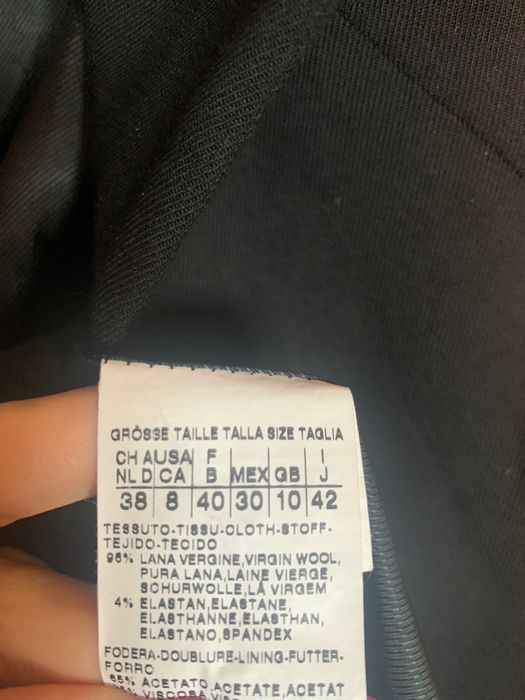 GRÖSSE TAILLE TALLA SIZE TAGLIA
CH A USA F I
NL D CA B MEX GB J
38 8 40 30 10 42
TESSUTO-TISSU-CLOTH-STOFF-
TEJIDO-TECIDO
96% LANA VERGINE, VIRGIN WOOL,
PURA LANA, LAINE VIERGE,
SCHURWOLLE, LÃ VIRGEM
4% ELASTAN, ELASTANE,
ELASTHANNE, ELASTHAN,
ELASTANO, SPANDEX
FODERA-DOUBLURE-LINING-FUTTER-
FORRO
65% ACETATO, ACETATE, ACETAT
VISCOSA